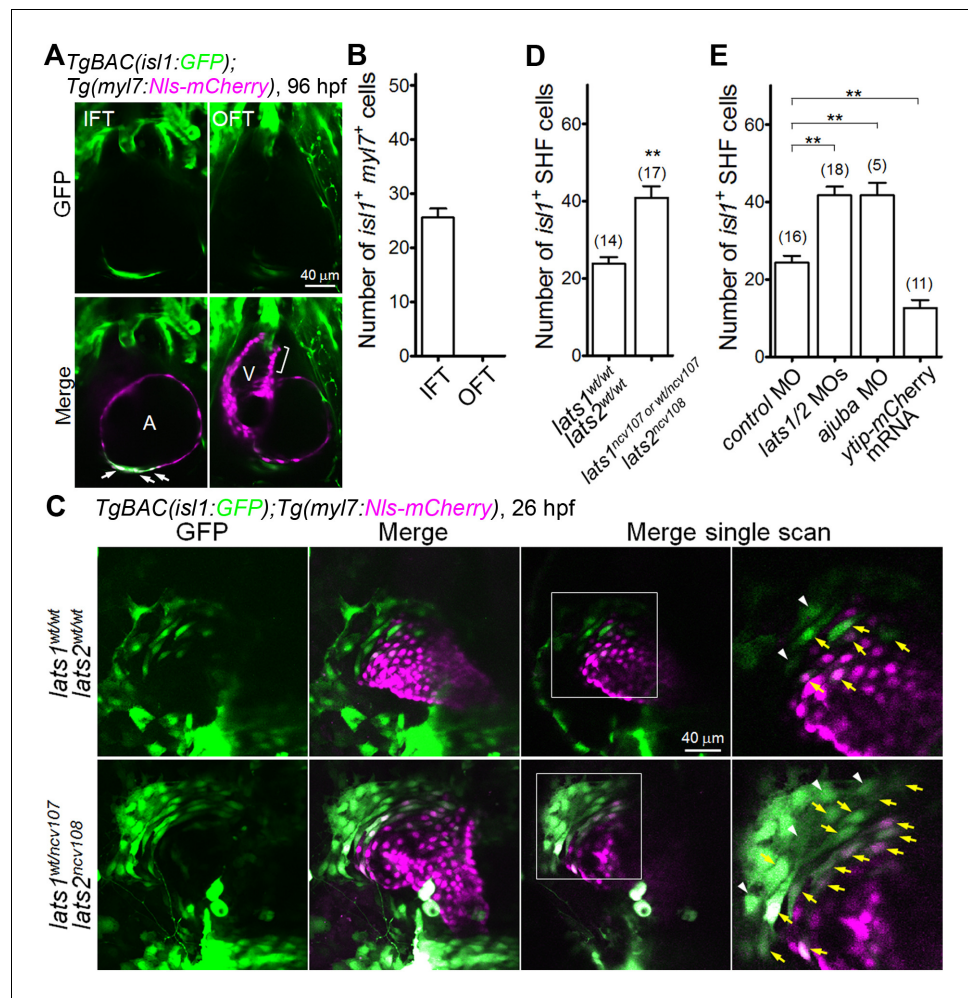 A
TgBAC(isl1:GFP);
Tg(myl7:Nls-mCherry), 96 hpf
IFT
OFT
GFP
40 μm
Merge
A
V
B
Number of isl1+ myl7+ cells
50
40
30
20
10
0
IFT
OFT
D
Number of isl1+ SHF cells
60
40
20
0
(14)
**
(17)
lats1wt/wt
lats2wt/wt
lats1ncv107 or wt/ncv107
lats2ncv108
E
Number of isl1+ SHF cells
60
40
20
0
**
**
**
(16)
(18)
(5)
(11)
control MO
lats1/2 MOs
ajuba MO
ytip-mCherry
mRNA
C
TgBAC(isl1:GFP);Tg(myl7:Nls-mCherry), 26 hpf
GFP
Merge
Merge single scan
lats1wt/wt
lats2wt/wt
40 μm
lats1wt/ncv107
lats2ncv108